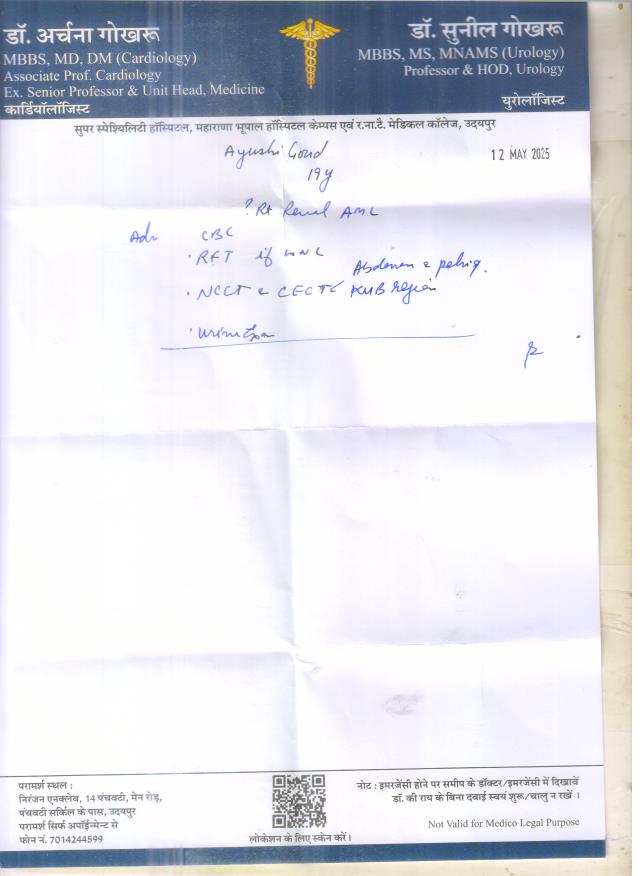 डॉ. अर्चना गोखरू
MBBS, MD, DM (Cardiology)
Associate Prof. Cardiology
Ex. Senior Professor & Unit Head, Medicine
कार्डियॉलॉजिस्ट
डॉ. सुनील गोखरू
MBBS, MS, MNAMS (Urology)
Professor & HOD, Urology
युरोलॉजिस्ट
सुपर स्पेश्यिलिटी हॉस्पिटल, महाराणा भूपाल हॉस्पिटल केम्पस एवं र.ना.टै. मेडिकल कॉलेज, उदयपुर
Ayushi Goud
12 MAY 2025
19y
? Rt Renal AML
Adv CBC
· RFT if WNL
Abdomen & pelvis.
· NCCT & CECT KUB region
· Urine
परामर्श स्थल :
निरंजन एनक्लेव, 14 पंचवटी, मेन रोड़,
पंचवटी सर्किल के पास, उदयपुर
परामर्श सिर्फ अपॉईन्मेन्ट से
फोन नं. 7014244599
लोकेशन के लिए स्केन करें।
नोट : इमरजेंसी होने पर समीप के डॉक्टर/इमरजेंसी में दिखावें
डॉ. की राय के बिना दवाई स्वयं शुरू/चालु न रखें ।
Not Valid for Medico Legal Purpose